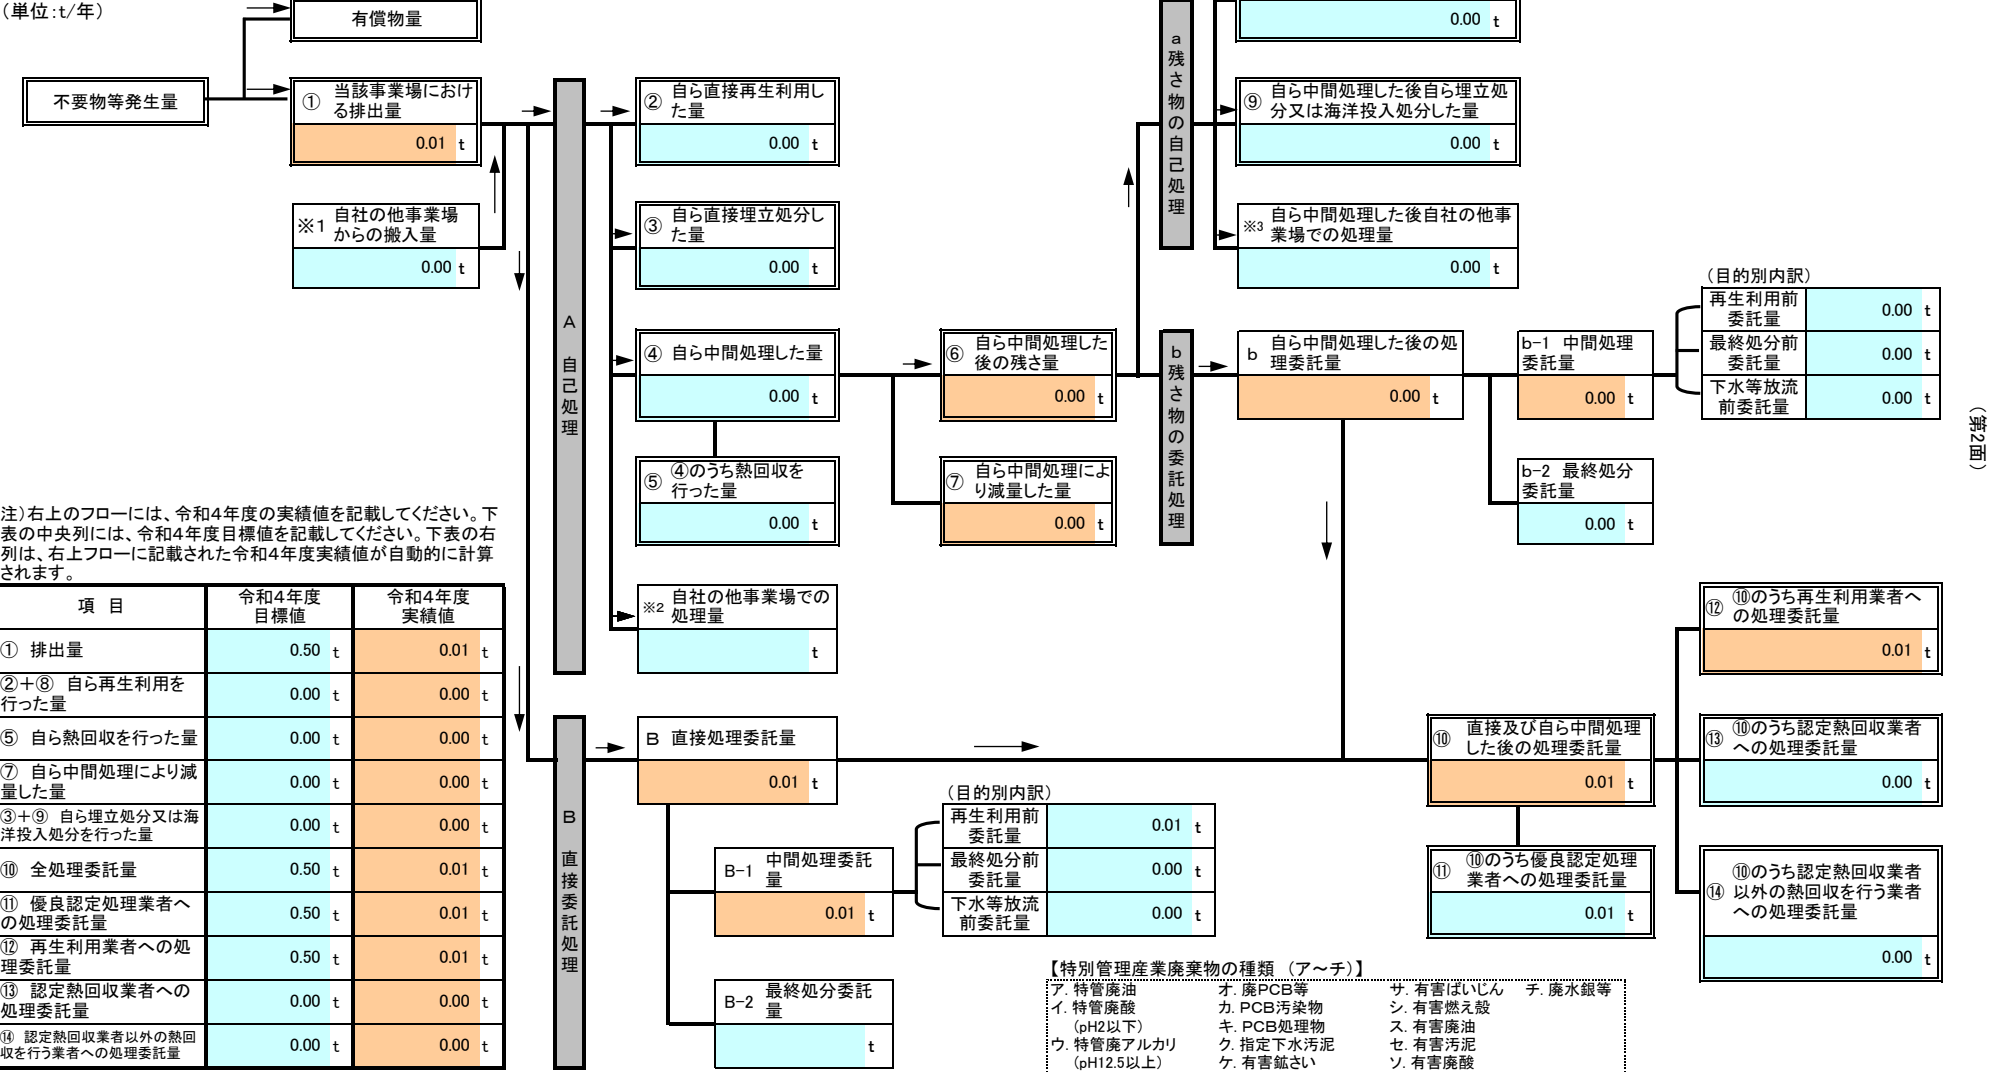 （単位:t/年）
有償物量
不要物等発生量
①
当該事業場におけ
る排出量
0.01 t
※1
自社の他事業場
からの搬入量
0.00 t
A
自己処理
②
自ら直接再生利用し
た量
0.00 t
③
自ら直接埋立処分し
た量
0.00 t
④ 自ら中間処理した量
0.00 t
⑤
④のうち熱回収を
行った量
0.00 t
※2
自社の他事業場での
処理量
t
⑥
自ら中間処理した
後の残さ量
0.00 t
⑦
自ら中間処理によ
り減量した量
0.00 t
a
残さ物の自己処理
0.00 t
⑨
自ら中間処理した後自ら埋立処
分又は海洋投入処分した量
0.00 t
※3
自ら中間処理した後自社の他事
業場での処理量
0.00 t
b
残さ物の委託処理
b
自ら中間処理した後の処
理委託量
0.00 t
b-1 中間処理
委託量
0.00 t
b-2 最終処分
委託量
0.00 t
（目的別内訳）
再生利用前
委託量
0.00 t
最終処分前
委託量
0.00 t
下水等放流
前委託量
0.00 t
（第2面）
注）右上のフローには、令和4年度の実績値を記載してください。下
表の中央列には、令和4年度目標値を記載してください。下表の右
列は、右上フローに記載された令和4年度実績値が自動的に計算
されます。
項 目
令和4年度
目標値
令和4年度
実績値
① 排出量 0.50 t 0.01 t
②＋⑧ 自ら再生利用を
行った量 0.00 t 0.00 t
⑤ 自ら熱回収を行った量 0.00 t 0.00 t
⑦ 自ら中間処理により減
量した量 0.00 t 0.00 t
③＋⑨ 自ら埋立処分又は海
洋投入処分を行った量 0.00 t 0.00 t
⑩ 全処理委託量 0.50 t 0.01 t
⑪ 優良認定処理業者へ
の処理委託量 0.50 t 0.01 t
⑫ 再生利用業者への処
理委託量 0.50 t 0.01 t
⑬ 認定熱回収業者への
処理委託量 0.00 t 0.00 t
⑭ 認定熱回収業者以外の熱回
収を行う業者への処理委託量 0.00 t 0.00 t
B
直接委託処理
B 直接処理委託量
0.01 t
B-1
中間処理委託
量
0.01 t
B-2
最終処分委託
量
t
（目的別内訳）
再生利用前
委託量
0.01 t
最終処分前
委託量
0.00 t
下水等放流
前委託量
0.00 t
⑩
直接及び自ら中間処理
した後の処理委託量
0.01 t
⑪
⑩のうち優良認定処理
業者への処理委託量
0.01 t
⑫
⑩のうち再生利用業者へ
の処理委託量
0.01 t
⑬
⑩のうち認定熱回収業者
への処理委託量
0.00 t
⑭
⑩のうち認定熱回収業者
以外の熱回収を行う業者
への処理委託量
0.00 t
【特別管理産業廃棄物の種類 （ア～チ）】
ア. 特管廃油 オ. 廃PCB等 サ. 有害ばいじん チ. 廃水銀等
イ. 特管廃酸 カ. PCB汚染物 シ. 有害燃え殻
（pH2以下） キ. PCB処理物 ス. 有害廃油
ウ. 特管廃アルカリ ク. 指定下水汚泥 セ. 有害汚泥
（pH12.5以上） ケ. 有害鉱さい ソ. 有害廃酸